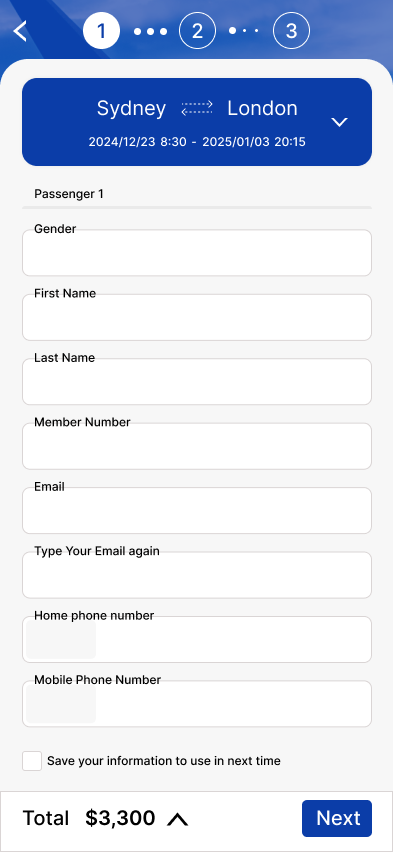 1 2 3
Sydney London
2024/12/23 8:30 - 2025/01/03 20:15
Passenger 1
Gender
First Name
Last Name
Member Number
Email
Type Your Email again
Home phone number
Mobile Phone Number
Save your information to use in next time
Total $3,300 Next